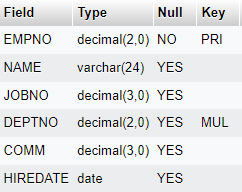 Field Type Null Key
EMPNO decimal(2,0) NO PRI
NAME varchar(24) YES
JOBNO decimal(3,0) YES
DEPTNO decimal(2,0) YES MUL
COMM decimal(3,0) YES
HIREDATE date YES